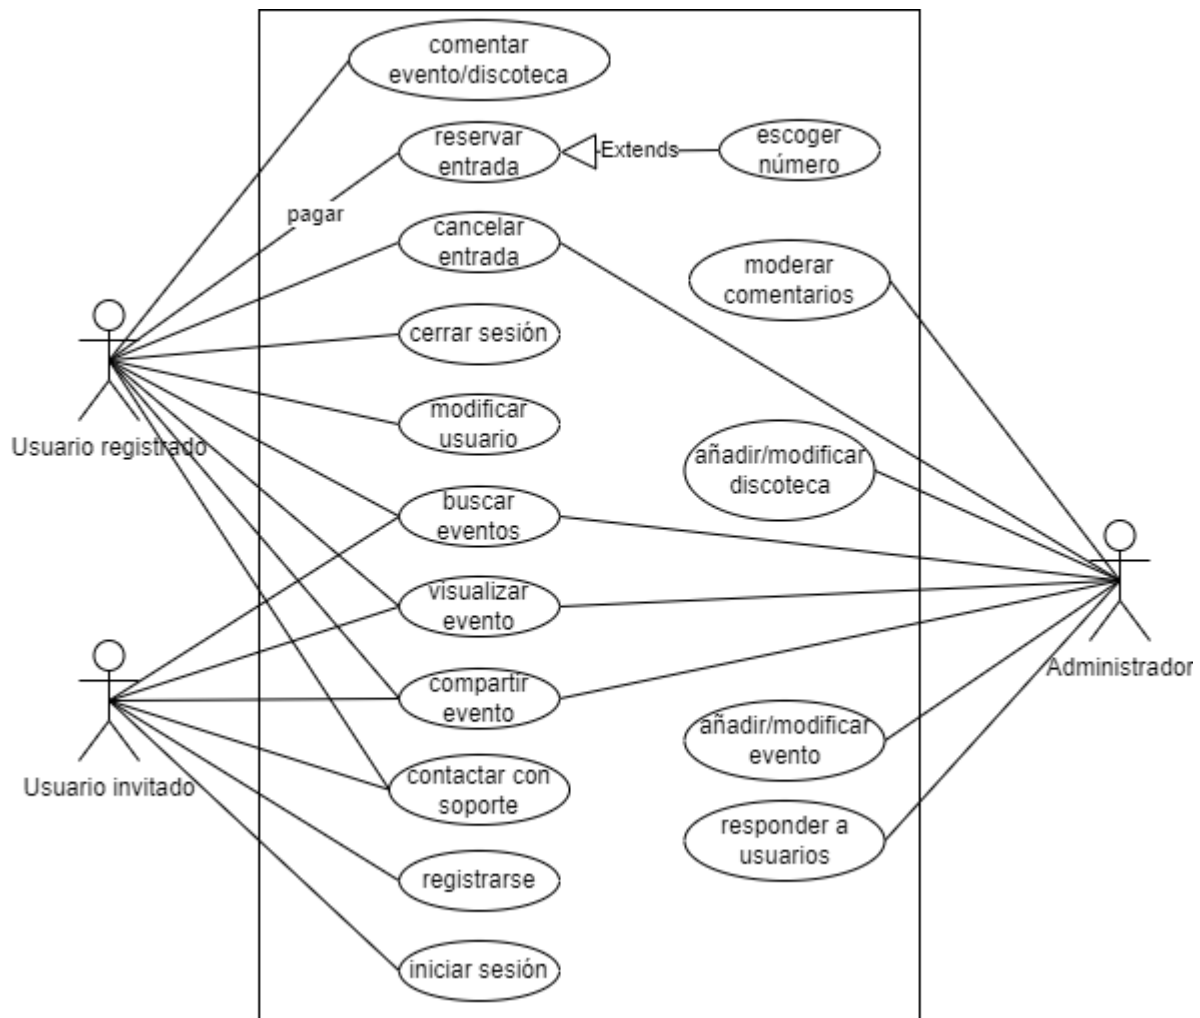 comentar
evento/discoteca
reservar
entrada
Extends
escoger
número
pagar
cancelar
entrada
moderar
comentarios
cerrar sesión
modificar
usuario
Usuario registrado
añadir/modificar
discoteca
buscar
eventos
visualizar
evento
Administrador
compartir
evento
añadir/modificar
evento
Usuario invitado
contactar con
soporte
responder a
usuarios
registrarse
iniciar sesión